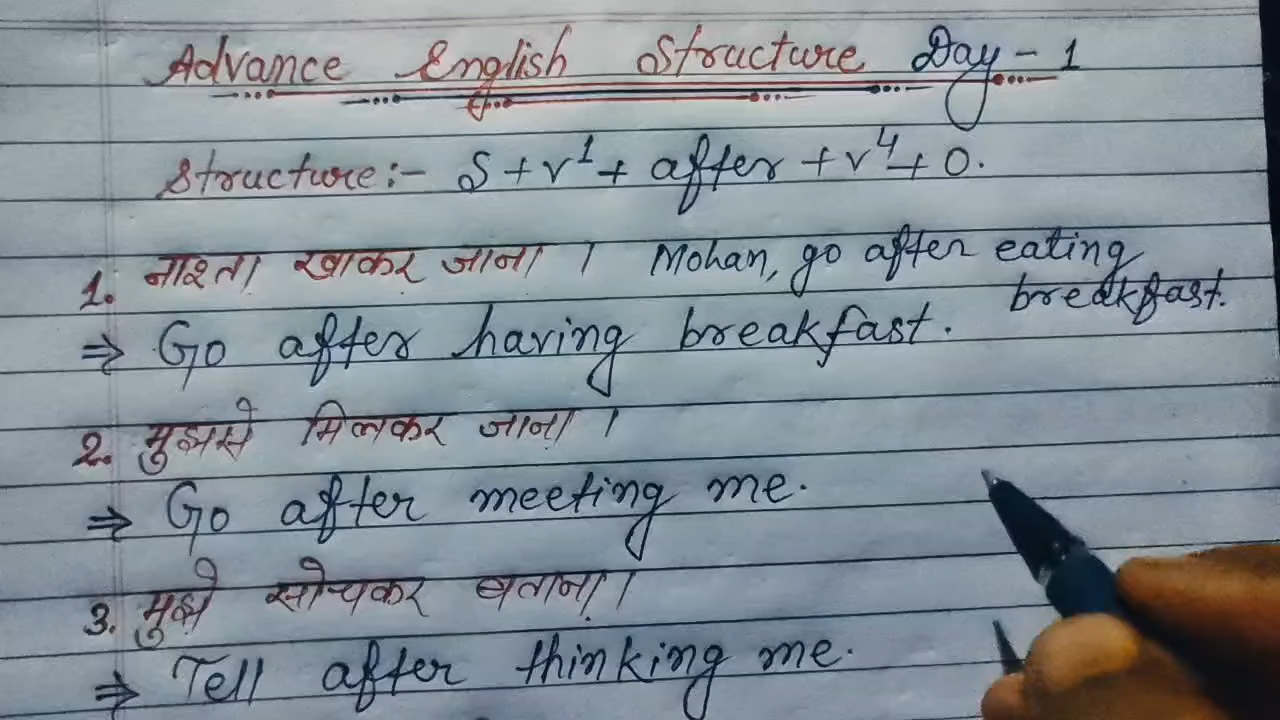 Advance English Structure Day - 1
Structure:- S + v¹ + after + v⁴ + O.
1. नाश्ता खाकर जाना । Mohan, go after eating
breakfast.
⇒ Go after having breakfast.
2. मुझसे मिलकर जाना ।
⇒ Go after meeting me.
3. मुझे सोचकर बताना ।
⇒ Tell after thinking me.